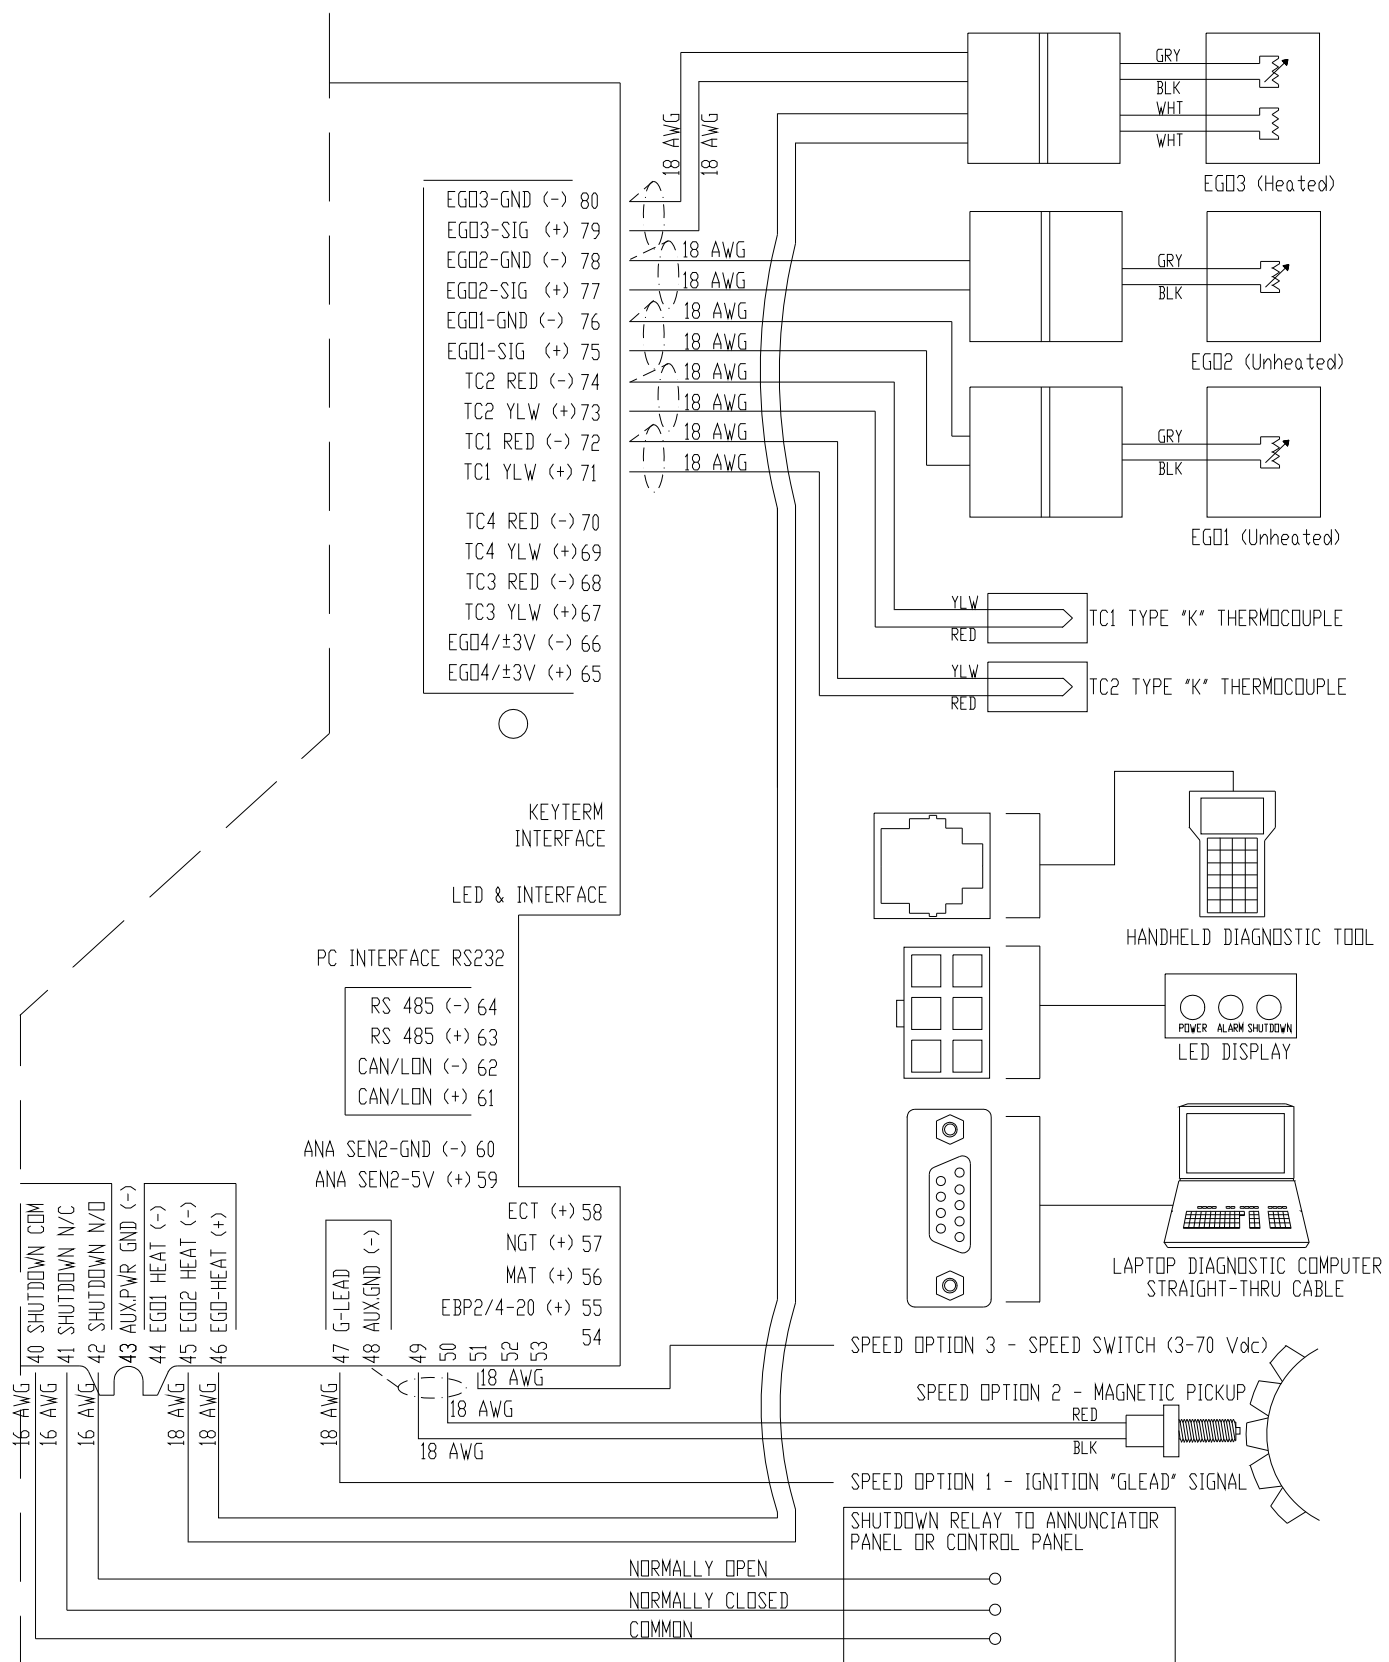 GRY
BLK
WHT
WHT
EGO3 (Heated)
18 AWG
18 AWG
EGO3-GND (-) 80
EGO3-SIG (+) 79
EGO2-GND (-) 78
EGO2-SIG (+) 77
EGO1-GND (-) 76
EGO1-SIG (+) 75
TC2 RED (-) 74
TC2 YLW (+) 73
TC1 RED (-) 72
TC1 YLW (+) 71
TC4 RED (-) 70
TC4 YLW (+) 69
TC3 RED (-) 68
TC3 YLW (+) 67
EGO4/±3V (-) 66
EGO4/±3V (+) 65
18 AWG
18 AWG
18 AWG
18 AWG
18 AWG
18 AWG
18 AWG
18 AWG
GRY
BLK
EGO2 (Unheated)
GRY
BLK
EGO1 (Unheated)
YLW
RED
TC1 TYPE "K" THERMOCOUPLE
YLW
RED
TC2 TYPE "K" THERMOCOUPLE
KEYTERM
INTERFACE
LED & INTERFACE
PC INTERFACE RS232
RS 485 (-) 64
RS 485 (+) 63
CAN/LON (-) 62
CAN/LON (+) 61
ANA SEN2-GND (-) 60
ANA SEN2-5V (+) 59
ECT (+) 58
NGT (+) 57
MAT (+) 56
EBP2/4-20 (+) 55
54
HANDHELD DIAGNOSTIC TOOL
POWER ALARM SHUTDOWN
LED DISPLAY
LAPTOP DIAGNOSTIC COMPUTER
STRAIGHT-THRU CABLE
40 SHUTDOWN COM
41 SHUTDOWN N/C
42 SHUTDOWN N/O
43 AUX.PWR GND (-)
44 EGO1 HEAT (-)
45 EGO2 HEAT (-)
46 EGO-HEAT (+)
47 G-LEAD
48 AUX.GND (-)
49
50
51
52
53
16 AWG
16 AWG
16 AWG
18 AWG
18 AWG
18 AWG
18 AWG
18 AWG
18 AWG
SPEED OPTION 3 - SPEED SWITCH (3-70 Vdc)
SPEED OPTION 2 - MAGNETIC PICKUP
RED
BLK
SPEED OPTION 1 - IGNITION "GLEAD" SIGNAL
SHUTDOWN RELAY TO ANNUNCIATOR
PANEL OR CONTROL PANEL
NORMALLY OPEN
NORMALLY CLOSED
COMMON